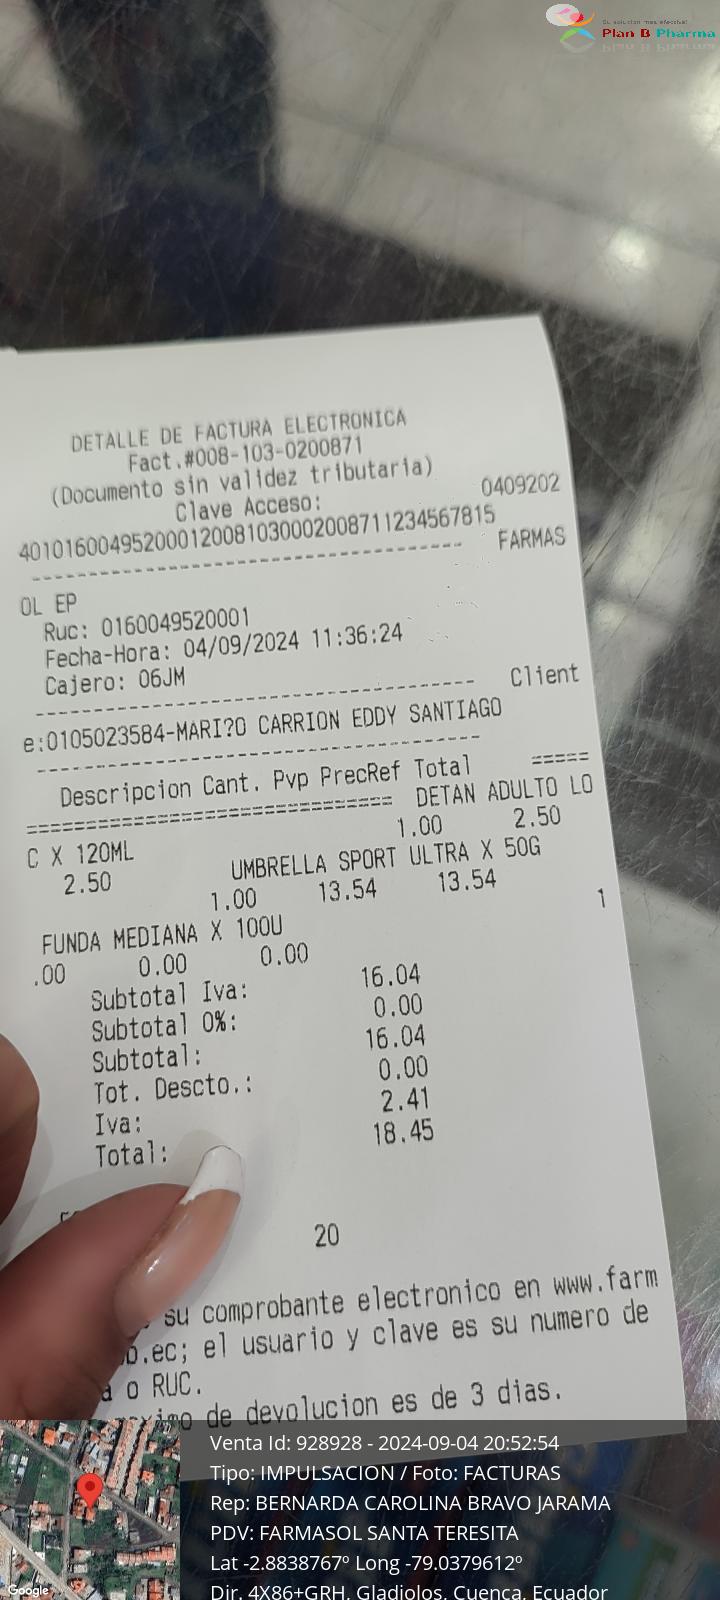 Su solucion mas efectiva!
Plan B Pharma
DETALLE DE FACTURA ELECTRONICA
Fact.#008-103-0200871
(Documento sin validez tributaria)
Clave Acceso: 0409202
401016004952000120081030002008711234567815
---------------------------------- FARMAS
OL EP
Ruc: 0160049520001
Fecha-Hora: 04/09/2024 11:36:24
Cajero: 06JM
---------------------------------- Client
e:0105023584-MARI?O CARRION EDDY SANTIAGO
----------------------------------
Descripcion Cant. Pvp PrecRef Total =====
============================= DETAN ADULTO LO
C X 120ML 1.00 2.50
2.50 UMBRELLA SPORT ULTRA X 50G
1.00 13.54 13.54
FUNDA MEDIANA X 100U 1
.00 0.00 0.00
Subtotal Iva: 16.04
Subtotal 0%: 0.00
Subtotal: 16.04
Tot. Descto.: 0.00
Iva: 2.41
Total: 18.45
20
su comprobante electronico en www.farm
o.ec; el usuario y clave es su numero de
a o RUC.
de devolucion es de 3 dias.
Venta Id: 928928 - 2024-09-04 20:52:54
Tipo: IMPULSACION / Foto: FACTURAS
Rep: BERNARDA CAROLINA BRAVO JARAMA
PDV: FARMASOL SANTA TERESITA
Lat -2.8838767º Long -79.0379612º
Dir. 4X86+GRH, Gladiolos, Cuenca, Ecuador
Google